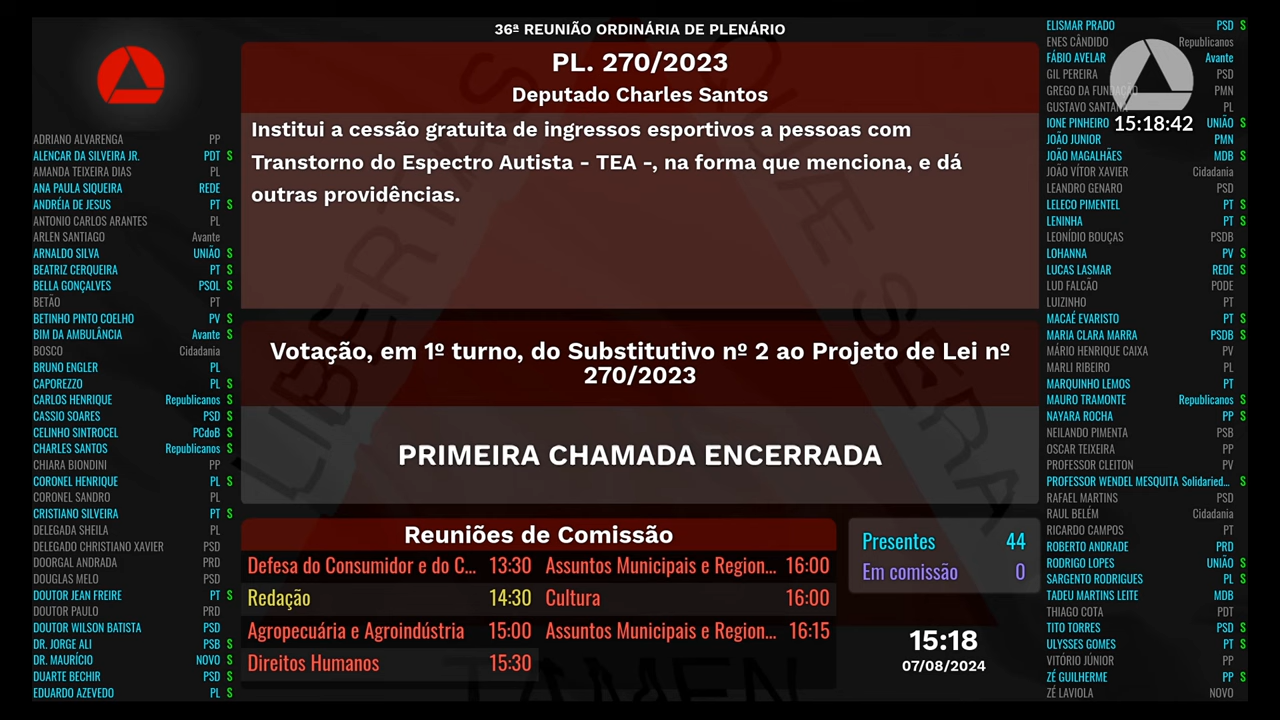 36ª REUNIÃO ORDINÁRIA DE PLENÁRIO
PL. 270/2023
Deputado Charles Santos
Institui a cessão gratuita de ingressos esportivos a pessoas com
Transtorno do Espectro Autista - TEA -, na forma que menciona, e dá
outras providências.
Votação, em 1º turno, do Substitutivo nº 2 ao Projeto de Lei nº
270/2023
PRIMEIRA CHAMADA ENCERRADA
Reuniões de Comissão
Defesa do Consumidor e do C... 13:30 Assuntos Municipais e Region... 16:00
Redação 14:30 Cultura 16:00
Agropecuária e Agroindústria 15:00 Assuntos Municipais e Region... 16:15
Direitos Humanos 15:30
Presentes 44
Em comissão 0
15:18
07/08/2024
ADRIANO ALVARENGA PP
ALENCAR DA SILVEIRA JR. PDT S
AMANDA TEIXEIRA DIAS PL
ANA PAULA SIQUEIRA REDE
ANDRÉIA DE JESUS PT S
ANTONIO CARLOS ARANTES PL
ARLEN SANTIAGO Avante
ARNALDO SILVA UNIÃO S
BEATRIZ CERQUEIRA PT S
BELLA GONÇALVES PSOL S
BETÃO PT
BETINHO PINTO COELHO PV S
BIM DA AMBULÂNCIA Avante S
BOSCO Cidadania
BRUNO ENGLER PL
CAPOREZZO PL S
CARLOS HENRIQUE Republicanos S
CASSIO SOARES PSD S
CELINHO SINTROCEL PCdoB S
CHARLES SANTOS Republicanos S
CHIARA BIONDINI PP
CORONEL HENRIQUE PL S
CORONEL SANDRO PL
CRISTIANO SILVEIRA PT S
DELEGADA SHEILA PL
DELEGADO CHRISTIANO XAVIER PSD
DOORGAL ANDRADA PRD
DOUGLAS MELO PSD
DOUTOR JEAN FREIRE PT S
DOUTOR PAULO PRD
DOUTOR WILSON BATISTA PSD
DR. JORGE ALI PSB S
DR. MAURÍCIO NOVO S
DUARTE BECHIR PSD S
EDUARDO AZEVEDO PL S
ELISMAR PRADO PSD S
ENES CÂNDIDO Republicanos
FÁBIO AVELAR Avante
GIL PEREIRA PSD
GREGO DA FUNDAÇÃO PMN
GUSTAVO SANTANA PL
IONE PINHEIRO UNIÃO S
15:18:42
JOÃO JUNIOR PMN
JOÃO MAGALHÃES MDB S
JOÃO VÍTOR XAVIER Cidadania
LEANDRO GENARO PSD
LELECO PIMENTEL PT S
LENINHA PT S
LEONÍDIO BOUÇAS PSDB
LOHANNA PV S
LUCAS LASMAR REDE S
LUD FALCÃO PODE
LUIZINHO PT
MACAÉ EVARISTO PT S
MARIA CLARA MARRA PSDB S
MÁRIO HENRIQUE CAIXA PV
MARLI RIBEIRO PL
MARQUINHO LEMOS PT
MAURO TRAMONTE Republicanos S
NAYARA ROCHA PP S
NEILANDO PIMENTA PSB
OSCAR TEIXEIRA PP
PROFESSOR CLEITON PV
PROFESSOR WENDEL MESQUITA Solidaried... S
RAFAEL MARTINS PSD
RAUL BELÉM Cidadania
RICARDO CAMPOS PT
ROBERTO ANDRADE PRD
RODRIGO LOPES UNIÃO S
SARGENTO RODRIGUES PL S
TADEU MARTINS LEITE MDB
THIAGO COTA PDT
TITO TORRES PSD S
ULYSSES GOMES PT S
VITÓRIO JÚNIOR PP
ZÉ GUILHERME PP S
ZÉ LAVIOLA NOVO